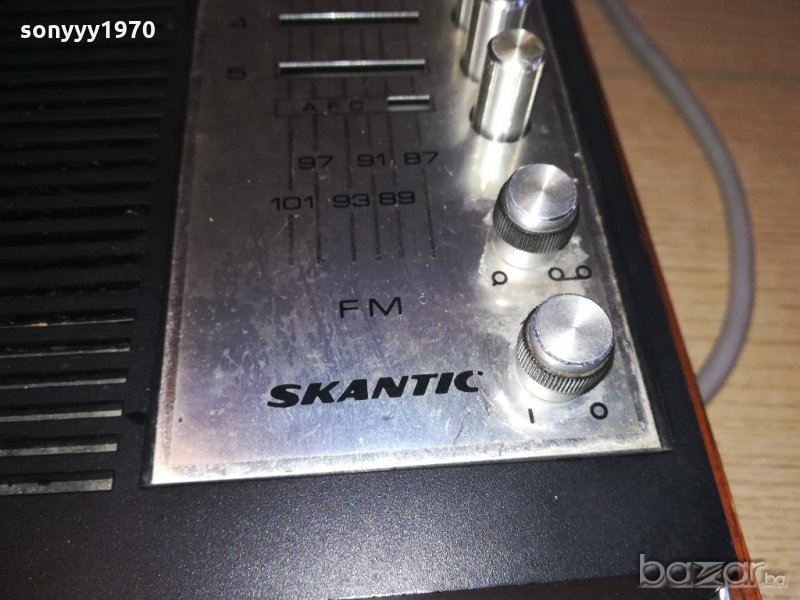 sonyyy1970
4
5
AFC
97 91 87
101 93 89
FM
SKANTIC
I O
bazar.bg